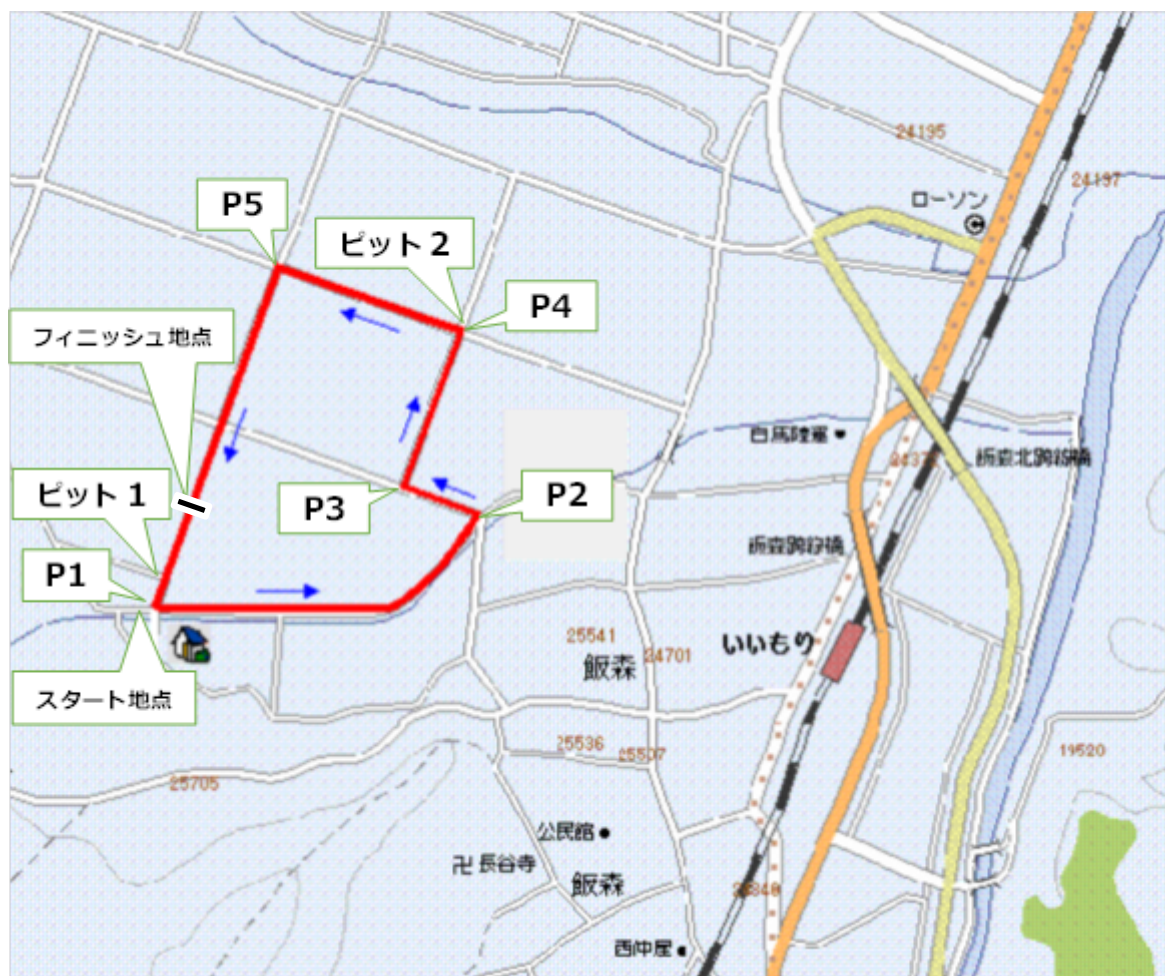 24195
24197
ローソン
P5
ピット 2
P4
フィニッシュ地点
白馬陸運
飯森北跨線橋
ピット 1
P3
P2
飯森跨線橋
P1
25541
24701
いいもり
飯森
スタート地点
25536
25507
19520
25705
公民館
卍 長谷寺
飯森
西仲屋